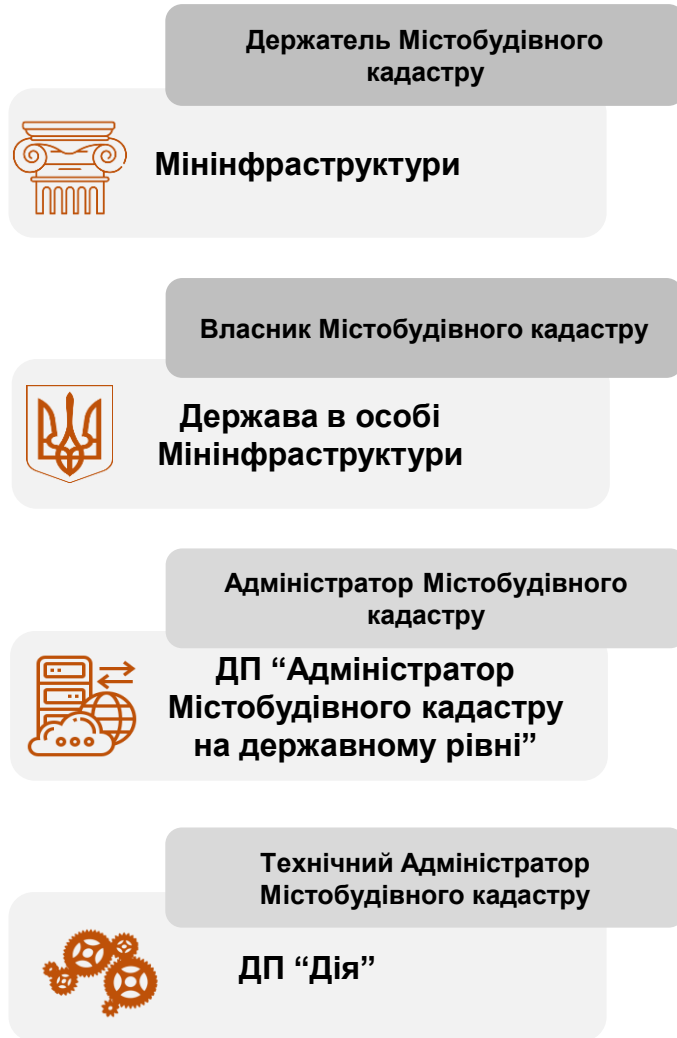 Держатель Містобудівного
кадастру
Мінінфраструктури
Власник Містобудівного кадастру
Держава в особі
Мінінфраструктури
Адміністратор Містобудівного
кадастру
ДП “Адміністратор
Містобудівного кадастру
на державному рівні”
Технічний Адміністратор
Містобудівного кадастру
ДП “Дія”